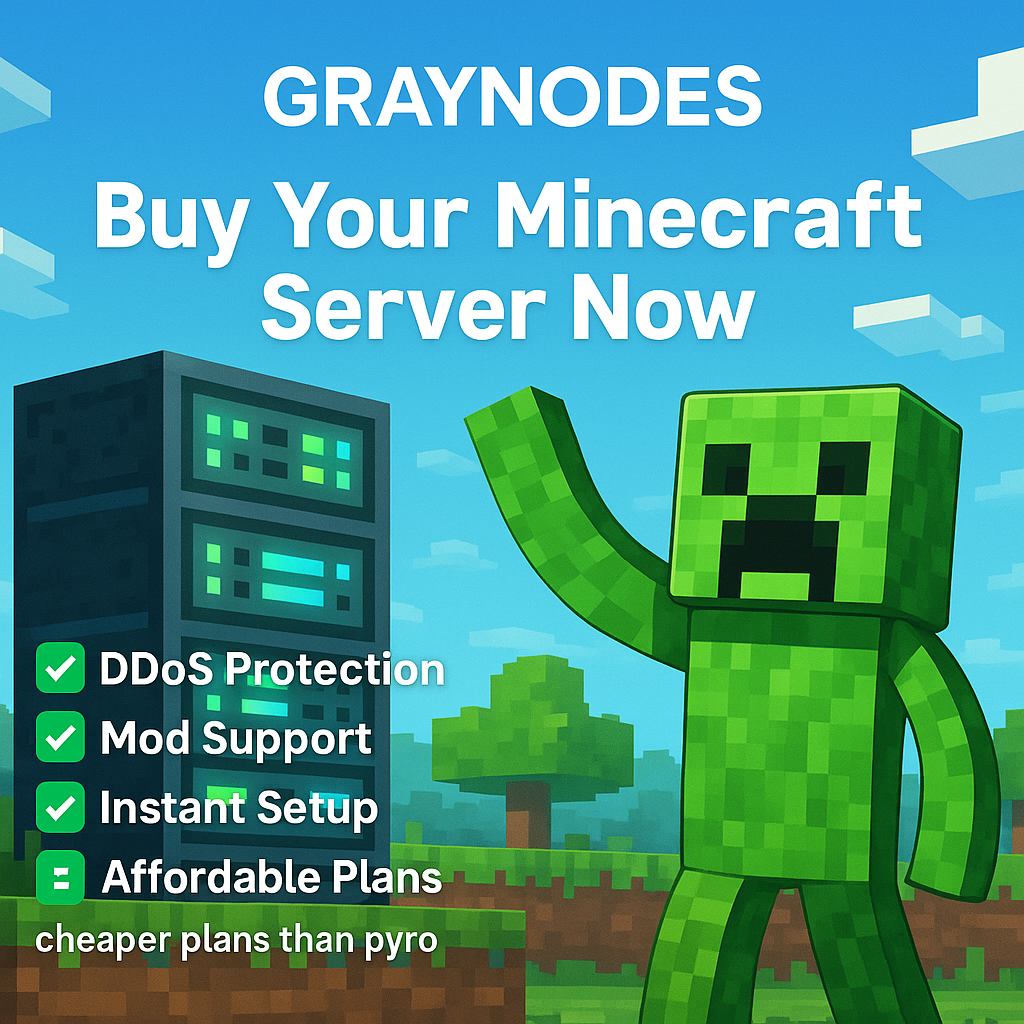 GRAYNODES
Buy Your Minecraft
Server Now
DDoS Protection
Mod Support
Instant Setup
Affordable Plans
cheaper plans than pyro